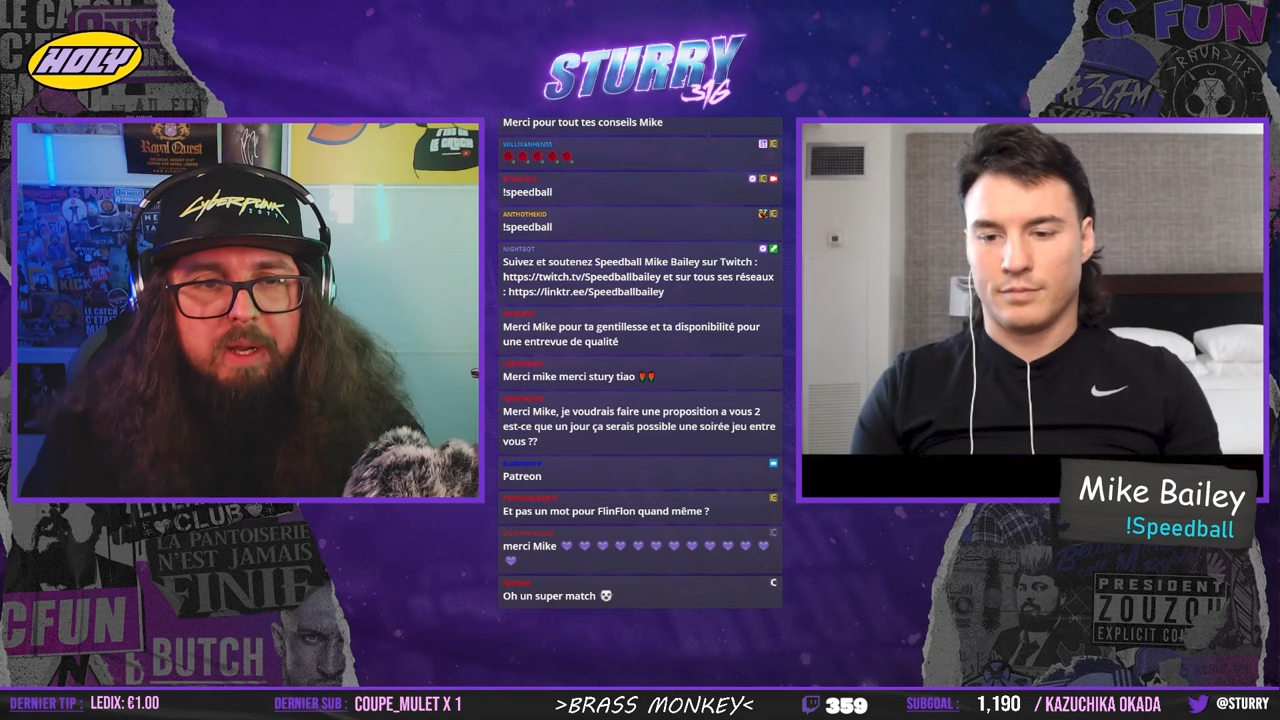 HOLY
STURRY
316
C FUN
#3CFM
Royal Quest
CYBERPUNK
2077
Merci pour tout tes conseils Mike
WILLIVANHEN55
!speedball
ANTHOTHEKID
!speedball
NIGHTBOT
Suivez et soutenez Speedball Mike Bailey sur Twitch :
https://twitch.tv/Speedballbailey et sur tous ses réseaux
: https://linktr.ee/Speedballbailey
Merci Mike pour ta gentillesse et ta disponibilité pour
une entrevue de qualité
Merci mike merci stury tiao
Merci Mike, je voudrais faire une proposition a vous 2
est-ce que un jour ça serais possible une soirée jeu entre
vous ??
Patreon
Et pas un mot pour FlinFlon quand même ?
merci Mike
Oh un super match
Mike Bailey
!Speedball
CLUB
LA PANTOISERIE
N'EST JAMAIS
FINIE
CFUN
BUTCH
PRESIDENT
ZOUZOU
EXPLICIT
DERNIER TIP : LEDIX: €1.00
DERNIER SUB : COUPE_MULET X 1
>BRASS MONKEY<
359
SUBGOAL : 1,190 / KAZUCHIKA OKADA
@STURRY